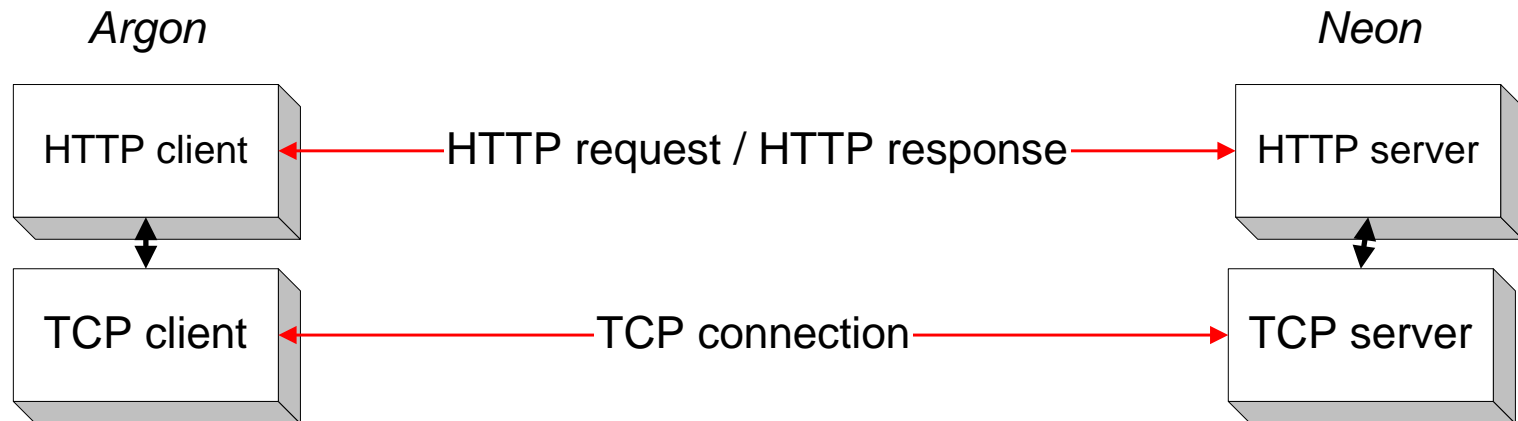 Argon
Neon
HTTP client
HTTP request / HTTP response
HTTP server
TCP client
TCP connection
TCP server